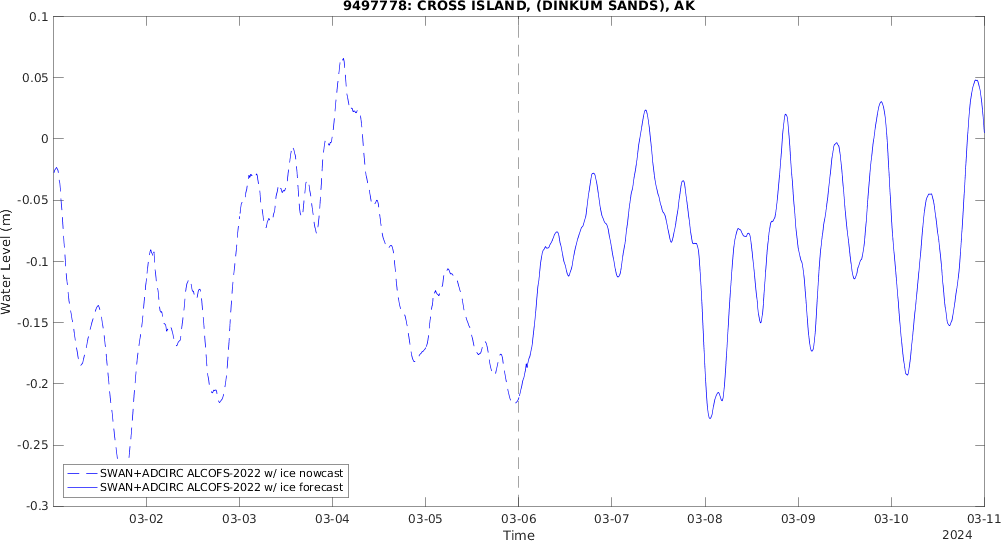 9497778: CROSS ISLAND, (DINKUM SANDS), AK
0.1
0.05
0
-0.05
-0.1
-0.15
-0.2
-0.25
-0.3
Water Level (m)
SWAN+ADCIRC ALCOFS-2022 w/ ice nowcast
SWAN+ADCIRC ALCOFS-2022 w/ ice forecast
03-02 03-03 03-04 03-05 03-06 03-07 03-08 03-09 03-10 03-11
Time
2024